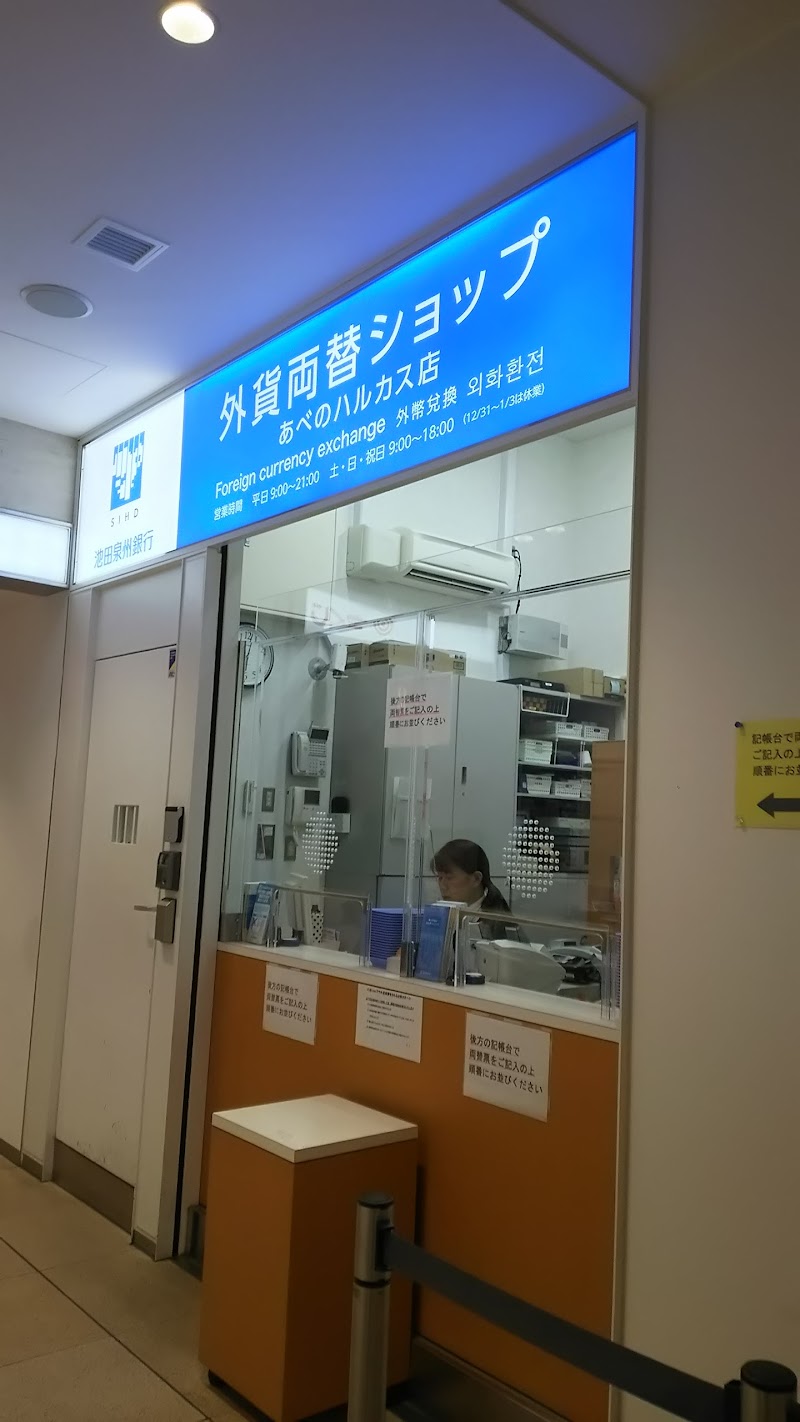 外貨両替ショップ
あべのハルカス店
Foreign currency exchange 外幣兌換 외화환전
営業時間 平日 9:00～21:00 土・日・祝日 9:00～18:00 (12/31～1/3は休業)
SIHD
池田泉州銀行
後方の記帳台で
両替票をご記入の上
順番にお並びください
記帳台で両
ご記入の上
順番にお並
後方の記帳台で
両替票をご記入の上
順番にお並びください
後方の記帳台で
両替票をご記入の上
順番にお並びください